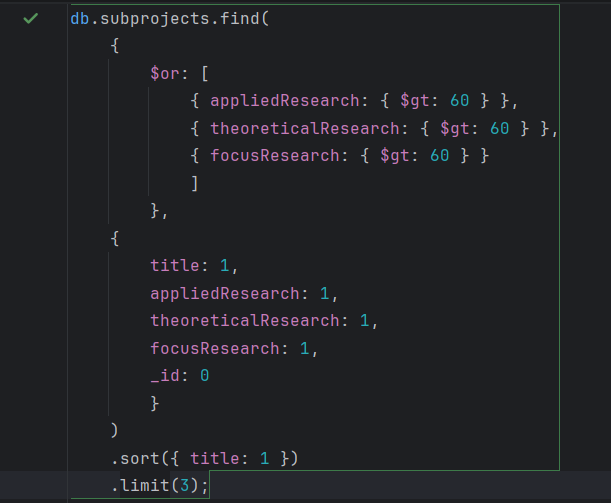 db.subprojects.find(
    {
        $or: [
            { appliedResearch: { $gt: 60 } },
            { theoreticalResearch: { $gt: 60 } },
            { focusResearch: { $gt: 60 } }
            ]
        },
    {
        title: 1,
        appliedResearch: 1,
        theoreticalResearch: 1,
        focusResearch: 1,
        _id: 0
        }
    )
    .sort({ title: 1 })
    .limit(3);